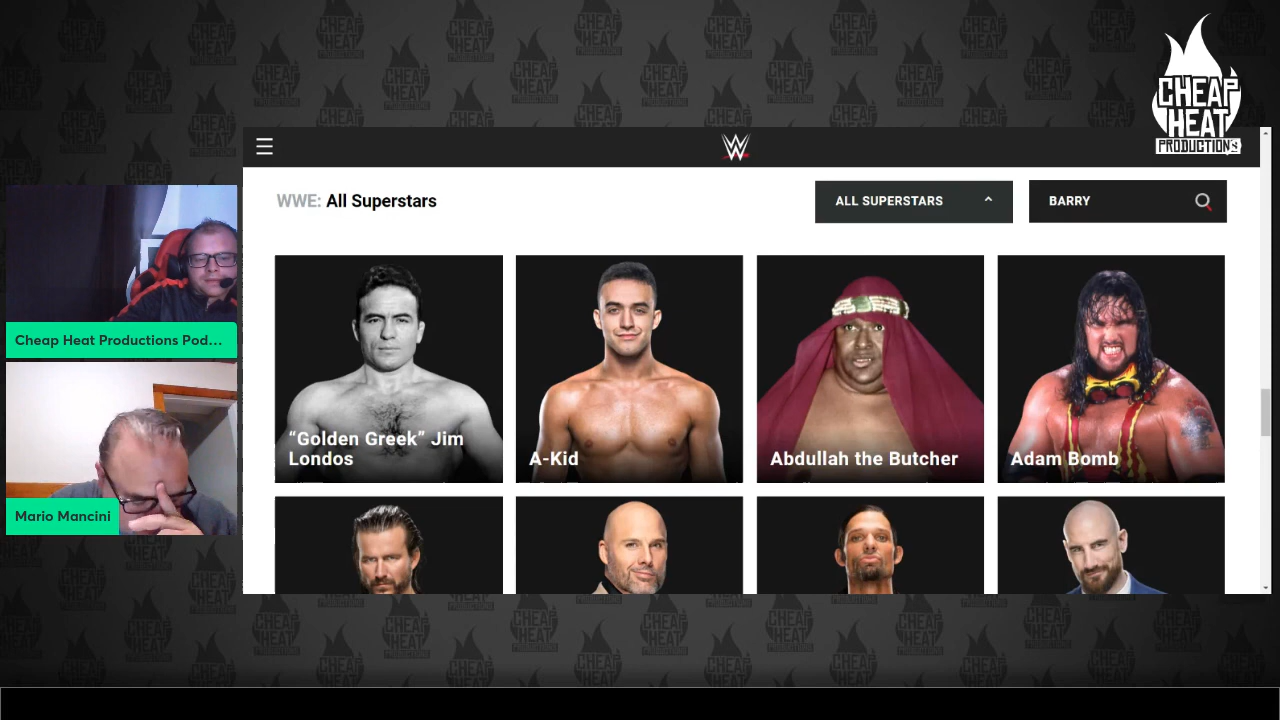 CHEAP
HEAT
PRODUCTIONS
W
WWE: All Superstars
ALL SUPERSTARS
BARRY
“Golden Greek” Jim
Londos
A-Kid
Abdullah the Butcher
Adam Bomb
Cheap Heat Productions Pod...
Mario Mancini